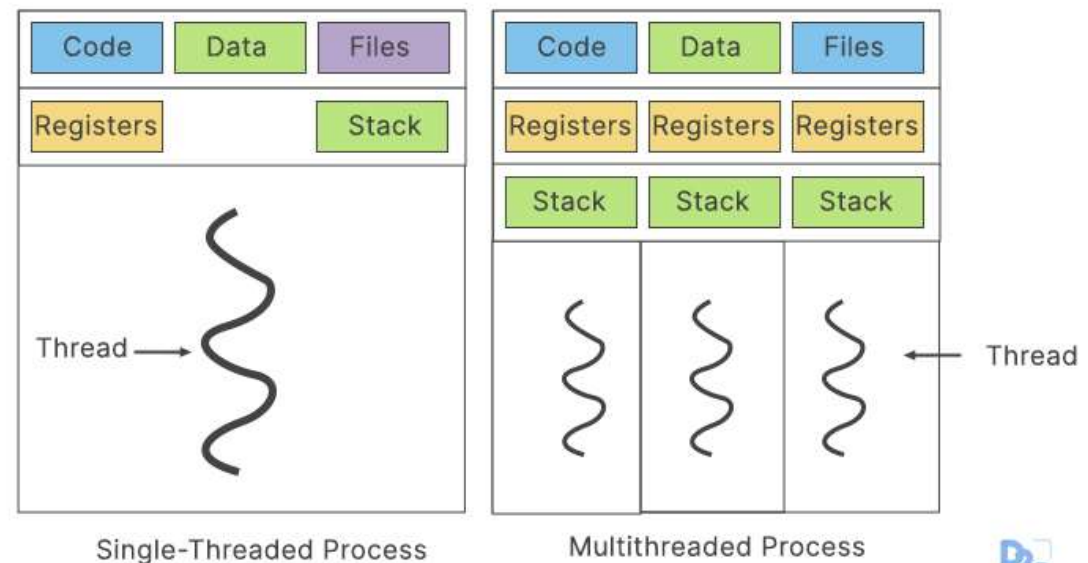 Code Data Files
Registers Stack
Thread
Single-Threaded Process
Code Data Files
Registers Registers Registers
Stack Stack Stack
Thread
Multithreaded Process